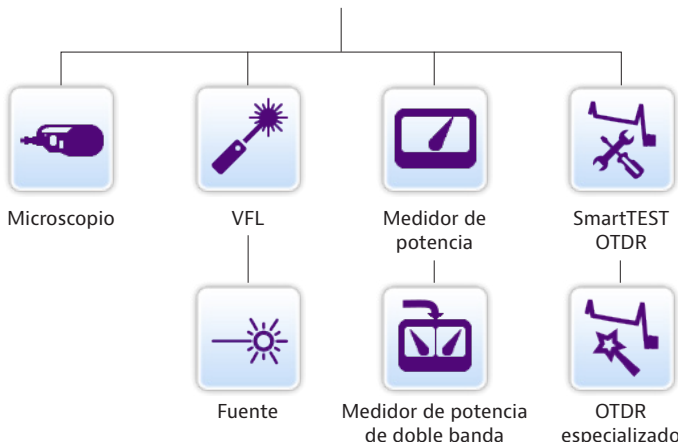 Microscopio
VFL
Medidor de
potencia
SmartTEST
OTDR
Fuente
Medidor de potencia
de doble banda
OTDR
especializado